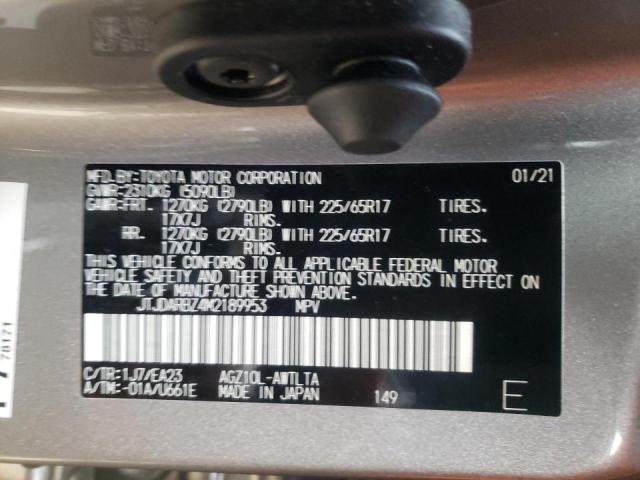 MFD.BY:TOYOTA MOTOR CORPORATION 01/21
GVWR:2310KG (5090LB)
GAWR:FRT. 1270KG (2790LB) WITH 225/65R17 TIRES.
17X7J RIMS.
RR. 1270KG (2790LB) WITH 225/65R17 TIRES.
17X7J RIMS.
THIS VEHICLE CONFORMS TO ALL APPLICABLE FEDERAL MOTOR
VEHICLE SAFETY AND THEFT PREVENTION STANDARDS IN EFFECT ON
THE DATE OF MANUFACTURE SHOWN ABOVE.
JTJDARBZ4M2189953 MPV
C/TR:1J7/EA23 AGZ10L-AWTLTA
A/TM:-01A/U661E MADE IN JAPAN 149 E
78171